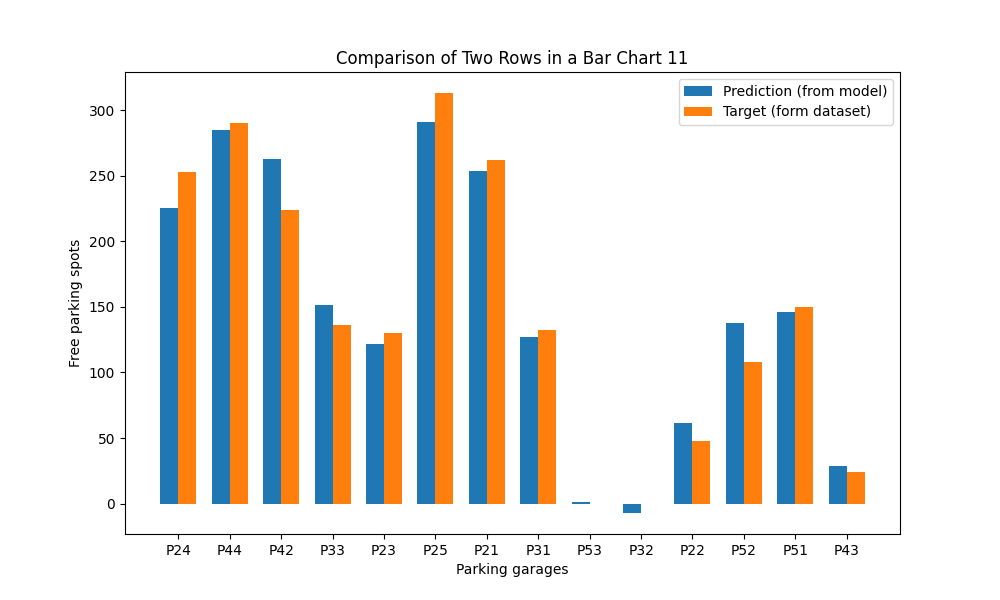 Comparison of Two Rows in a Bar Chart 11
Prediction (from model)
Target (form dataset)
Free parking spots
300
250
200
150
100
50
0
P24 P44 P42 P33 P23 P25 P21 P31 P53 P32 P22 P52 P51 P43
Parking garages